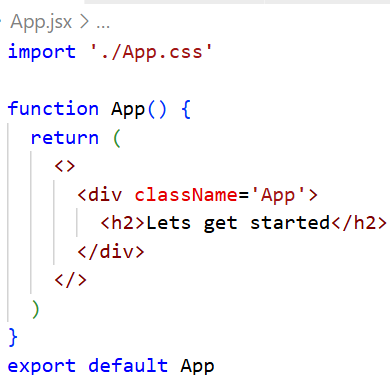 App.jsx > ...
import './App.css'
function App() {
return (
<>
<div className='App'>
<h2>Lets get started</h2>
</div>
</>
)
}
export default App